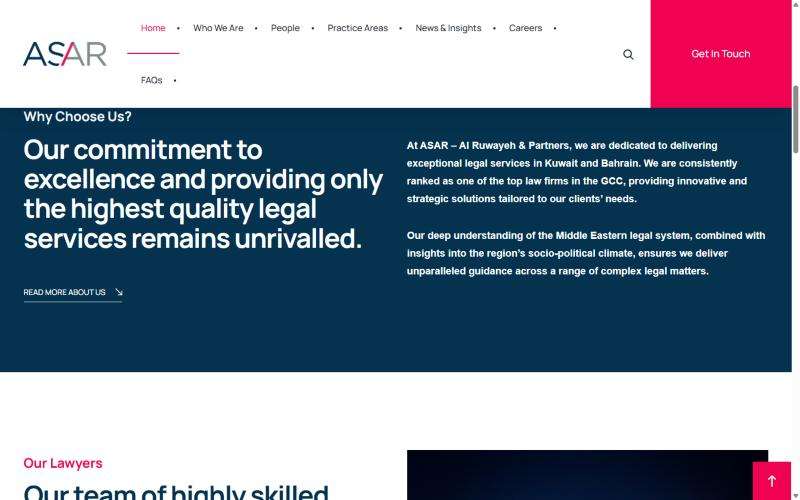 ASAR
Home • Who We Are • People • Practice Areas • News & Insights • Careers •
FAQs •
Get In Touch
Why Choose Us?
Our commitment to
excellence and providing only
the highest quality legal
services remains unrivalled.
READ MORE ABOUT US
At ASAR – Al Ruwayeh & Partners, we are dedicated to delivering
exceptional legal services in Kuwait and Bahrain. We are consistently
ranked as one of the top law firms in the GCC, providing innovative and
strategic solutions tailored to our clients' needs.
Our deep understanding of the Middle Eastern legal system, combined with
insights into the region's socio-political climate, ensures we deliver
unparalleled guidance across a range of complex legal matters.
Our Lawyers
Our team of highly skilled